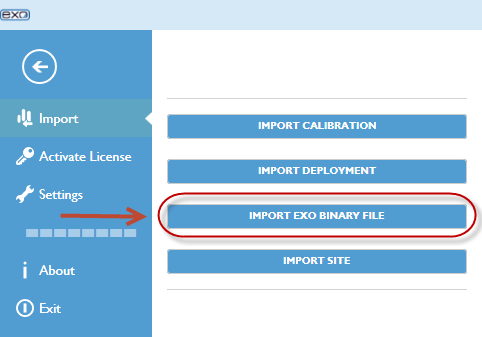 exo
Import
Activate License
Settings
About
Exit
IMPORT CALIBRATION
IMPORT DEPLOYMENT
IMPORT EXO BINARY FILE
IMPORT SITE